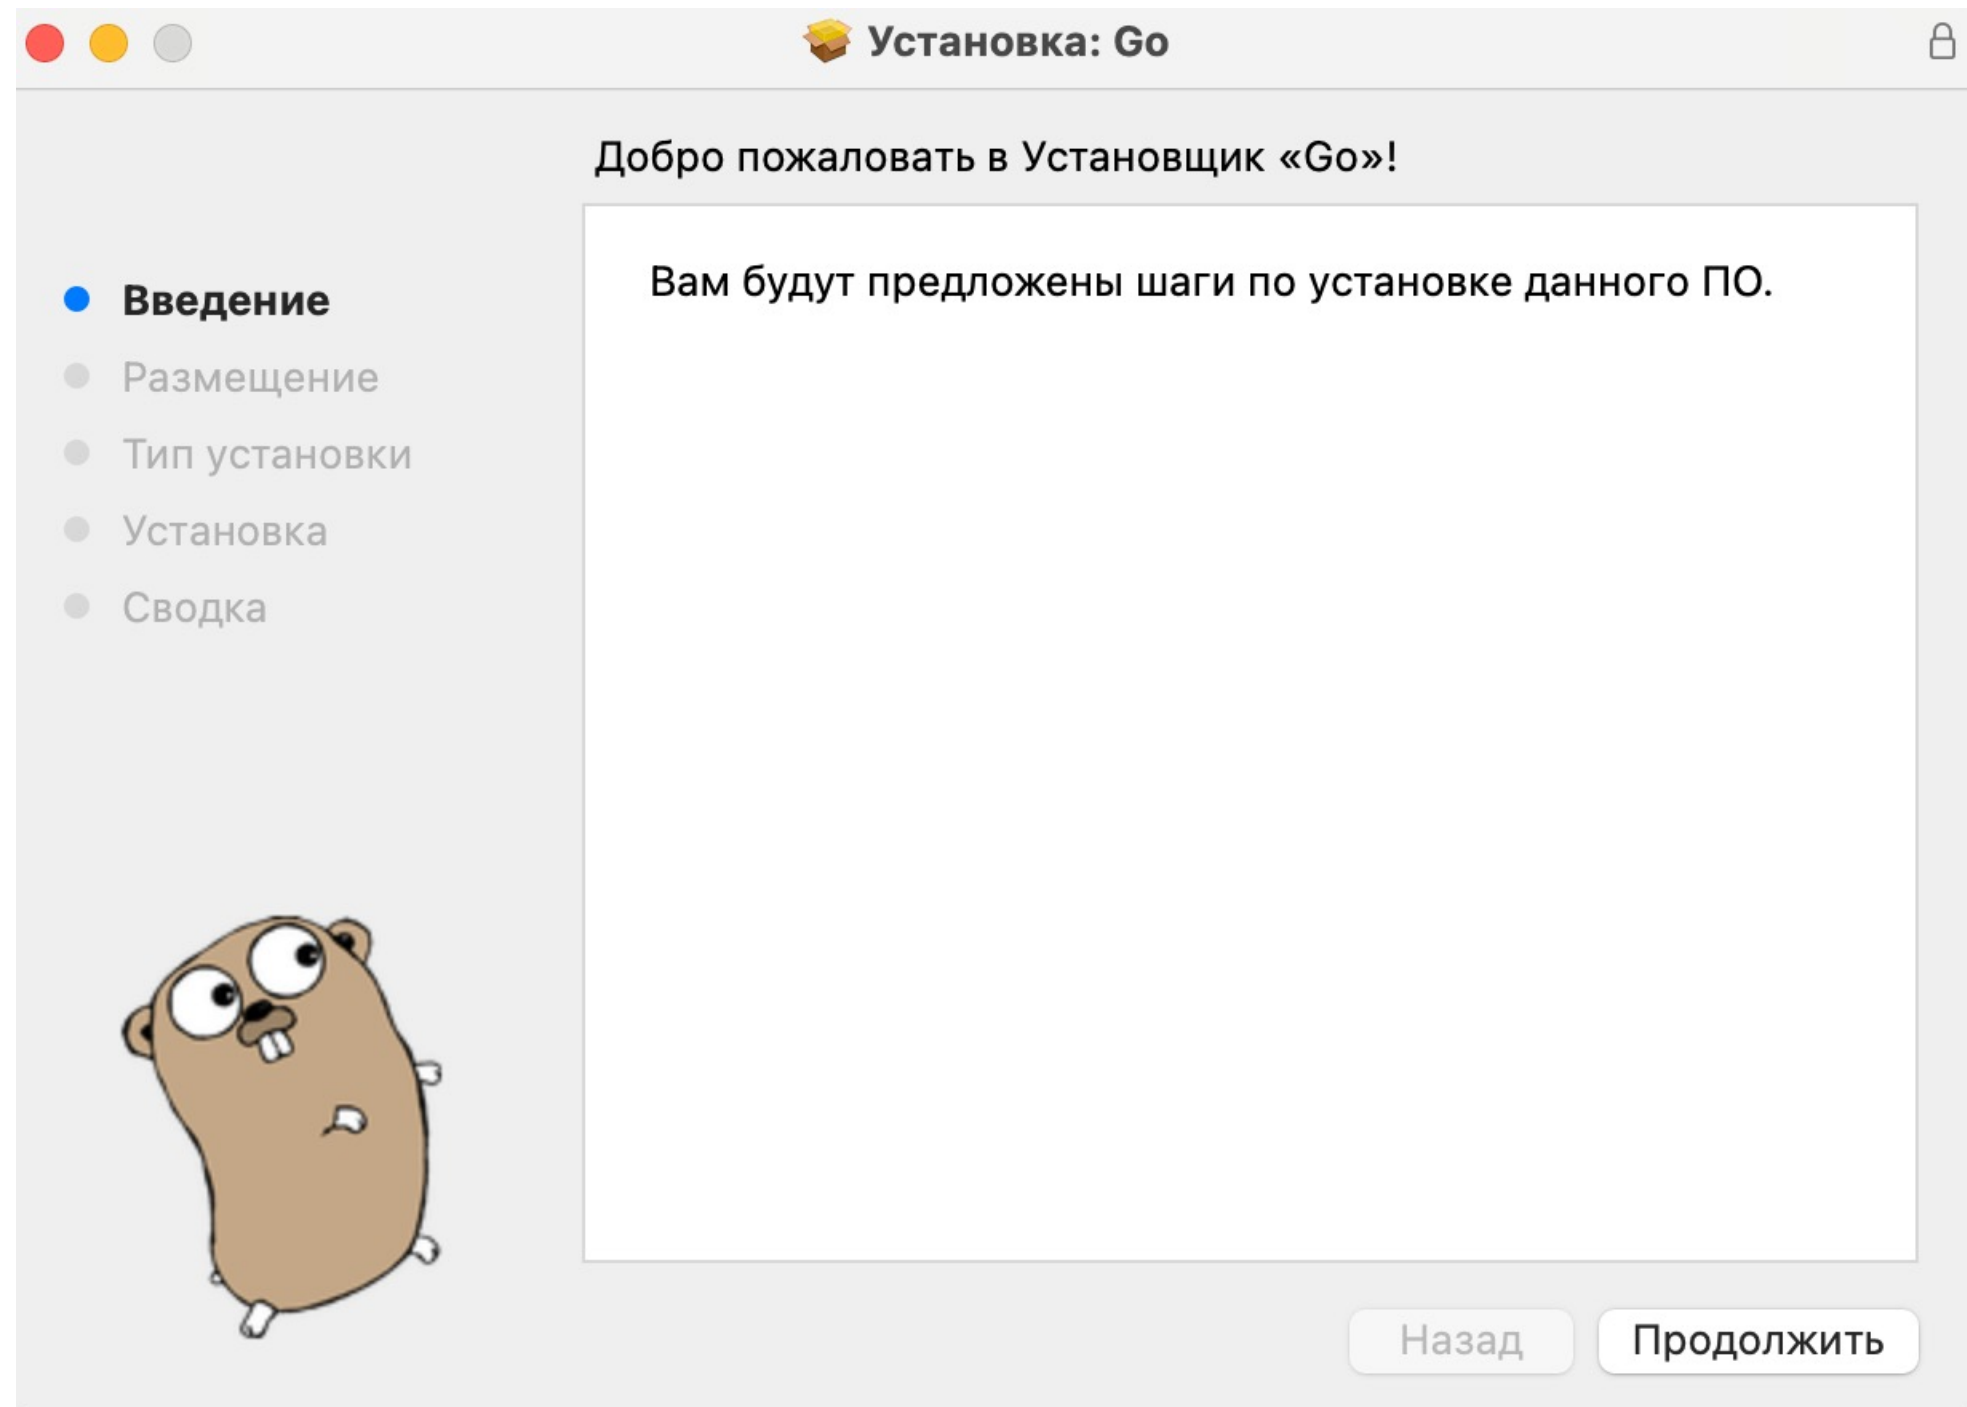 Установка: Go
Добро пожаловать в Установщик «Go»!
Введение
Размещение
Тип установки
Установка
Сводка
Вам будут предложены шаги по установке данного ПО.
Назад
Продолжить